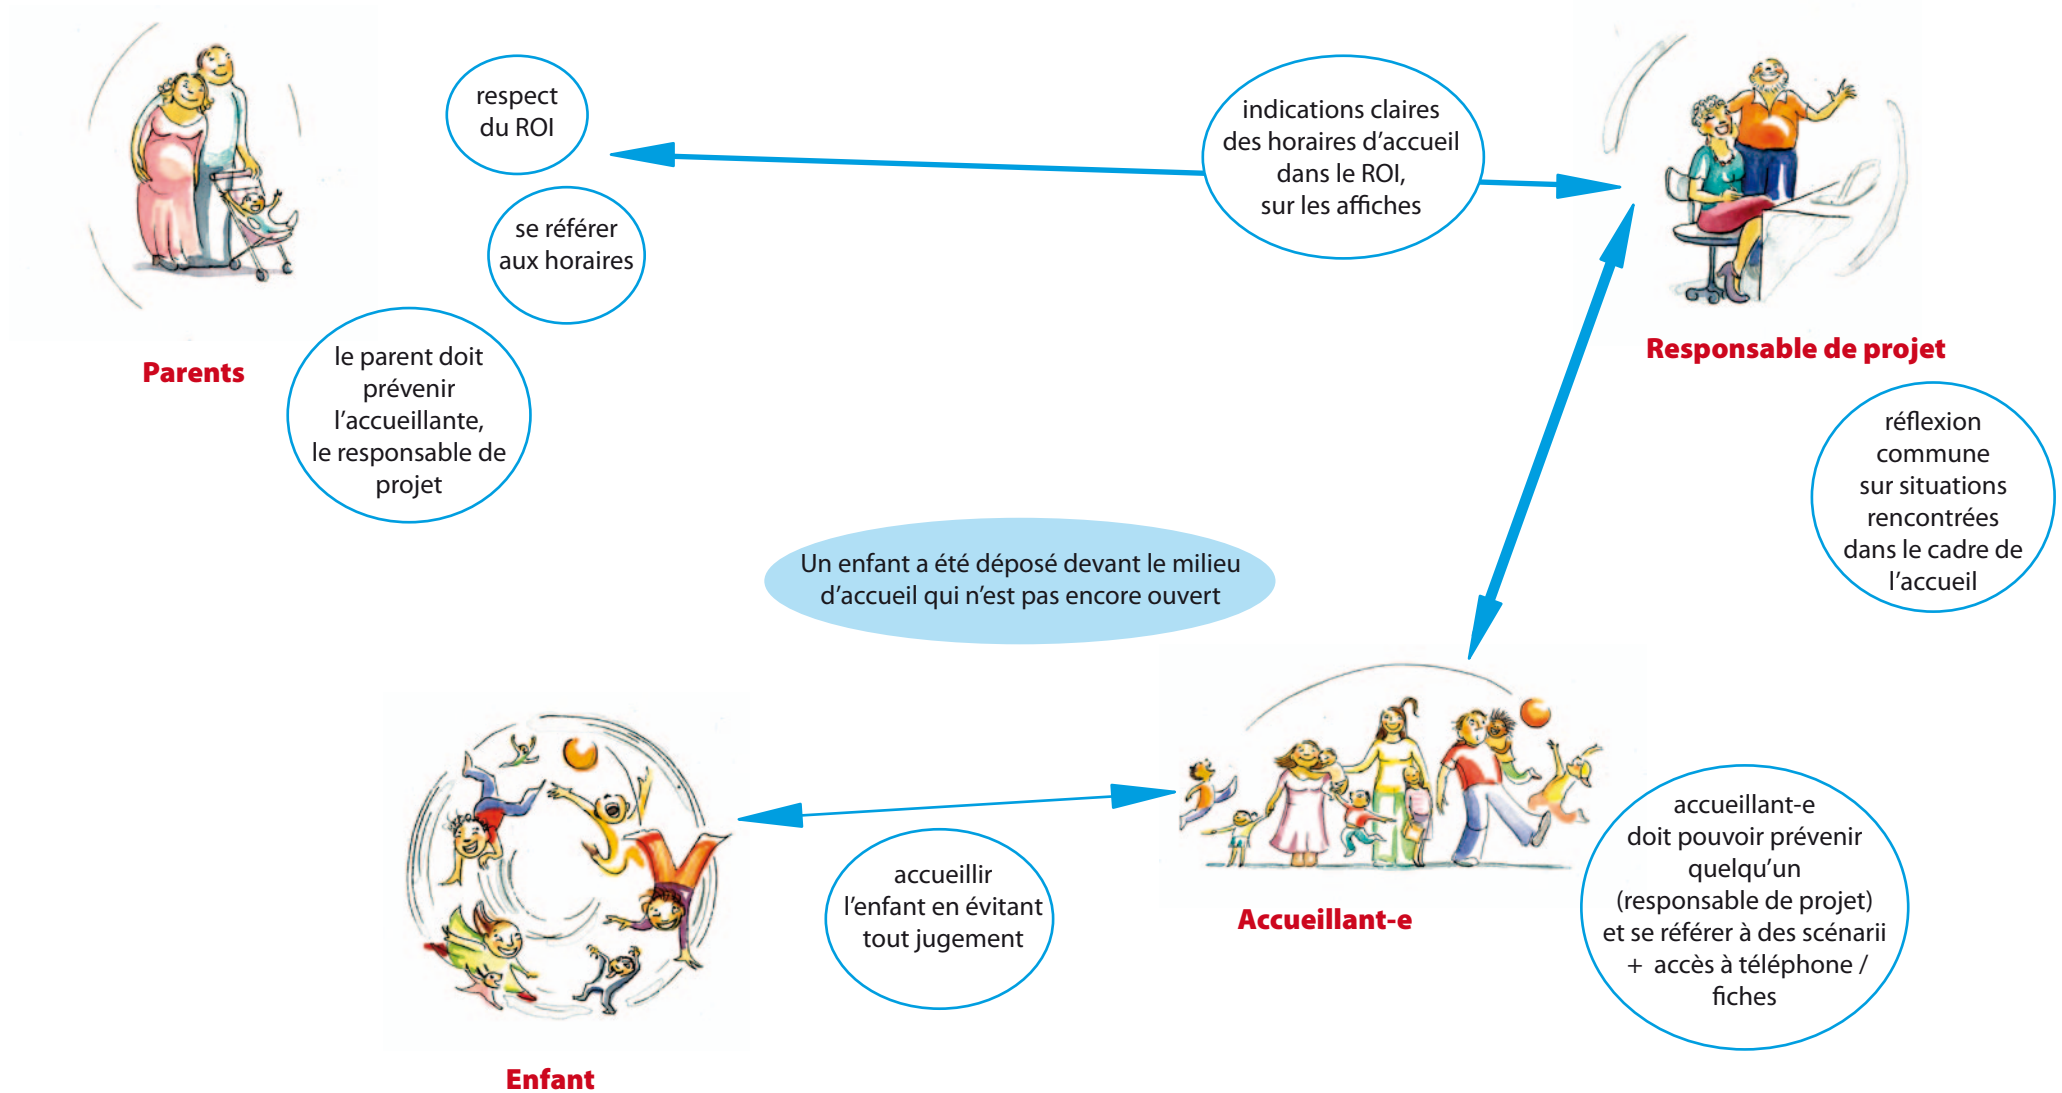 respect
du ROI
indications claires
des horaires d’accueil
dans le ROI,
sur les affiches
se référer
aux horaires
Parents
le parent doit
prévenir
l’accueillante,
le responsable de
projet
Responsable de projet
réflexion
commune
sur situations
rencontrées
dans le cadre de
l’accueil
Un enfant a été déposé devant le milieu
d’accueil qui n’est pas encore ouvert
accueillir
l’enfant en évitant
tout jugement
Accueillant-e
accueillant-e
doit pouvoir prévenir
quelqu’un
(responsable de projet)
et se référer à des scénarii
+ accès à téléphone /
fiches
Enfant